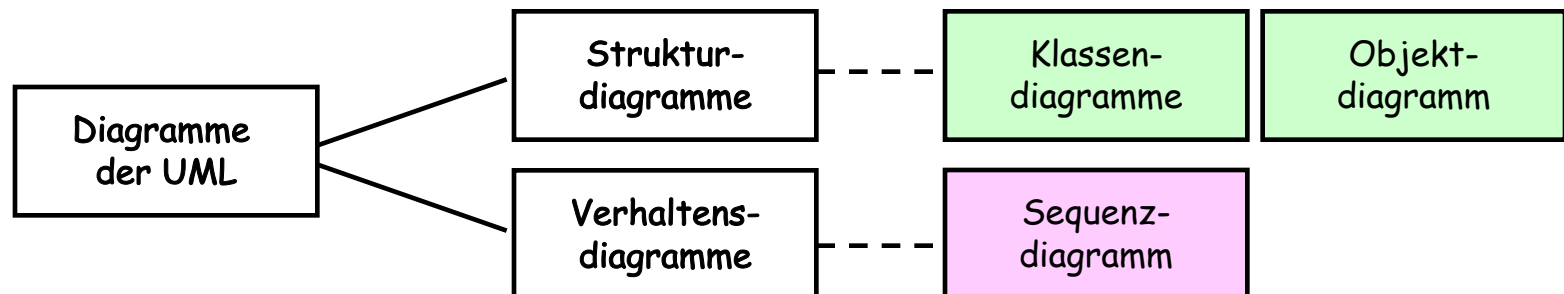 Diagramme
der UML
Struktur-
diagramme
Klassen-
diagramme
Objekt-
diagramm
Verhaltens-
diagramme
Sequenz-
diagramm